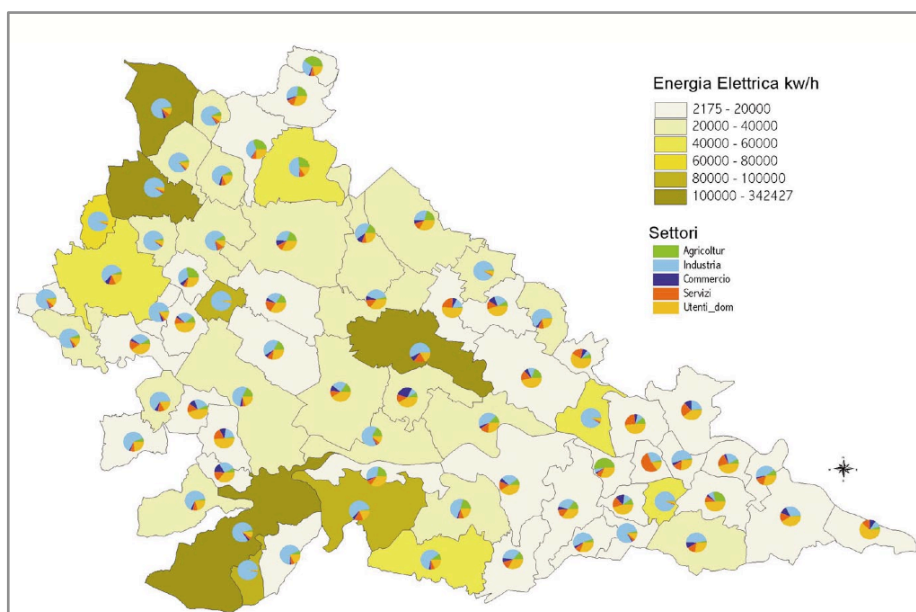 Energia Elettrica kw/h
2175 - 20000
20000 - 40000
40000 - 60000
60000 - 80000
80000 - 100000
100000 - 342427
Settori
Agricoltur
Industria
Commercio
Servizi
Utenti_dom